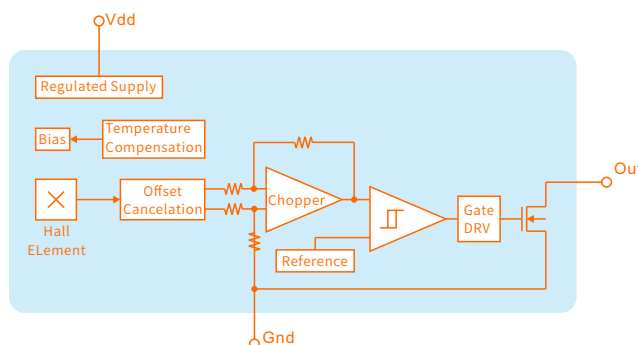 Vdd
Regulated Supply
Bias
Temperature
Compensation
Offset
Cancelation
Hall
ELement
Chopper
Reference
Gate
DRV
Out
Gnd